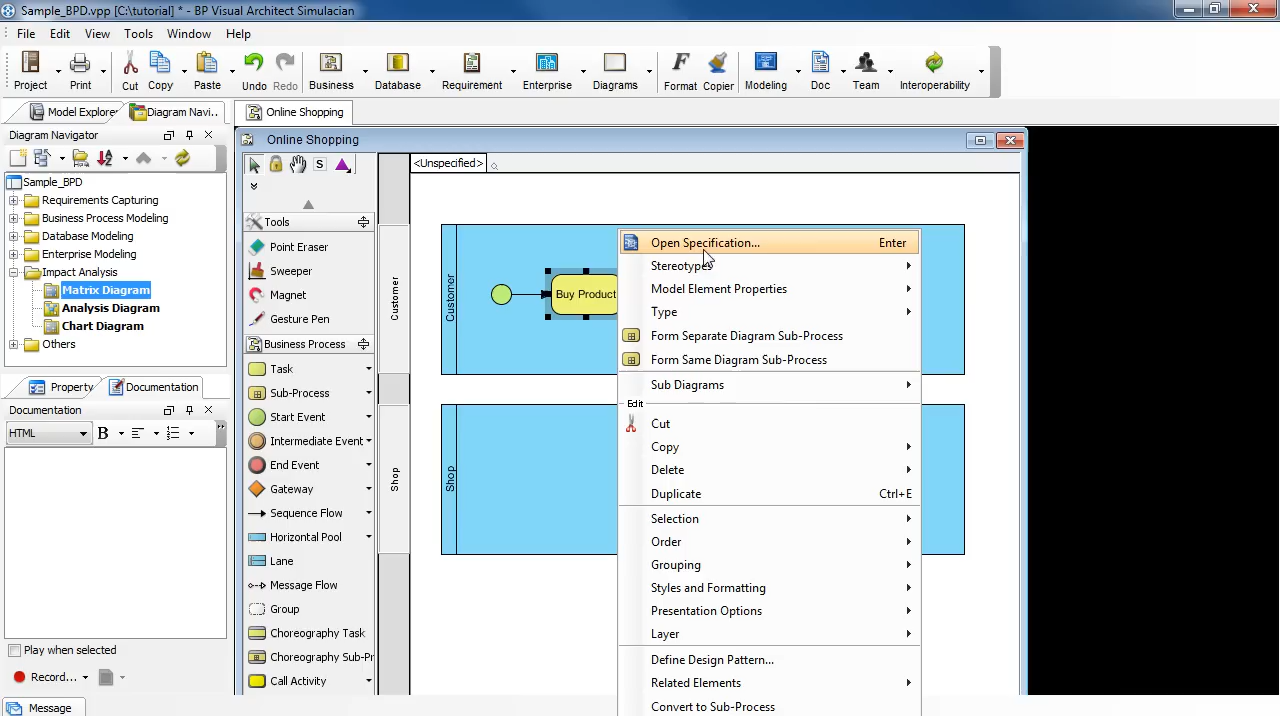 Sample_BPD.vpp [C:\tutorial] * - BP Visual Architect Simulacian
File Edit View Tools Window Help
Project Print Cut Copy Paste Undo Redo Business Database Requirement Enterprise Diagrams Format Copier Modeling Doc Team Interoperability
Model Explorer Diagram Navi.. Online Shopping
Diagram Navigator
Online Shopping
S
<Unspecified>
Sample_BPD
Requirements Capturing
Business Process Modeling
Database Modeling
Enterprise Modeling
Impact Analysis
Matrix Diagram
Analysis Diagram
Chart Diagram
Others
Property Documentation
Documentation
HTML B
Play when selected
Record...
Message
Tools
Point Eraser
Sweeper
Magnet
Gesture Pen
Business Process
Task
Sub-Process
Start Event
Intermediate Event
End Event
Gateway
Sequence Flow
Horizontal Pool
Lane
Message Flow
Group
Choreography Task
Choreography Sub-Pr
Call Activity
Customer
Shop
Customer
Buy Product
Shop
Open Specification... Enter
Stereotypes
Model Element Properties
Type
Form Separate Diagram Sub-Process
Form Same Diagram Sub-Process
Sub Diagrams
Edit
Cut
Copy
Delete
Duplicate Ctrl+E
Selection
Order
Grouping
Styles and Formatting
Presentation Options
Layer
Define Design Pattern...
Related Elements
Convert to Sub-Process